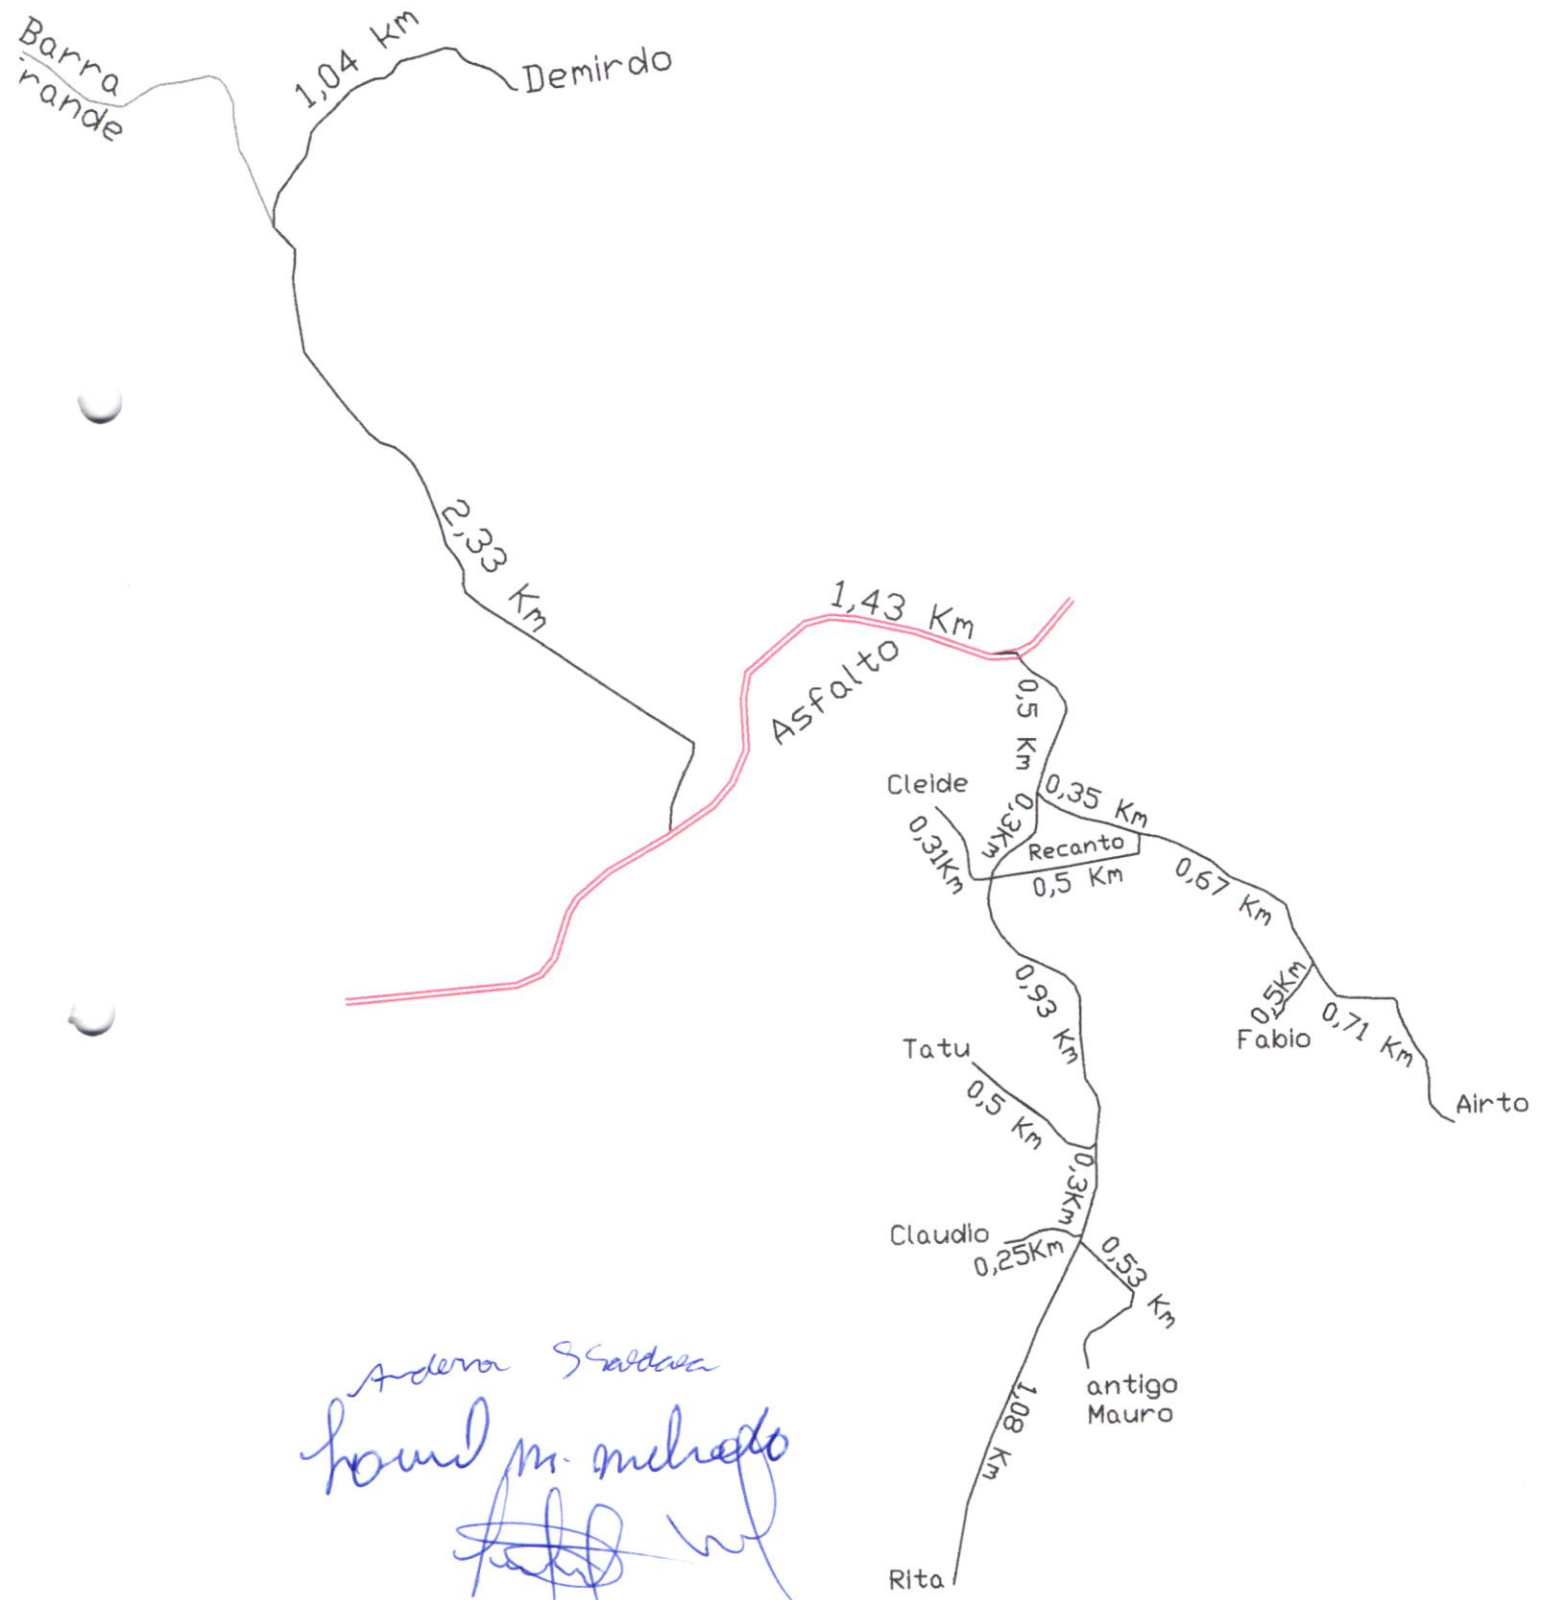 Barra
rande
1,04 Km
Demirdo
2,33 Km
1,43 Km
Asfalto
0,5 Km
Cleide
0,31Km
0,3Km
0,35 Km
Recanto
0,5 Km
0,67 Km
0,5Km
Fabio
0,71 Km
Airto
0,93 Km
Tatu
0,5 Km
0,3Km
Claudio
0,25Km
0,53 Km
antigo
Mauro
1,08 Km
Rita